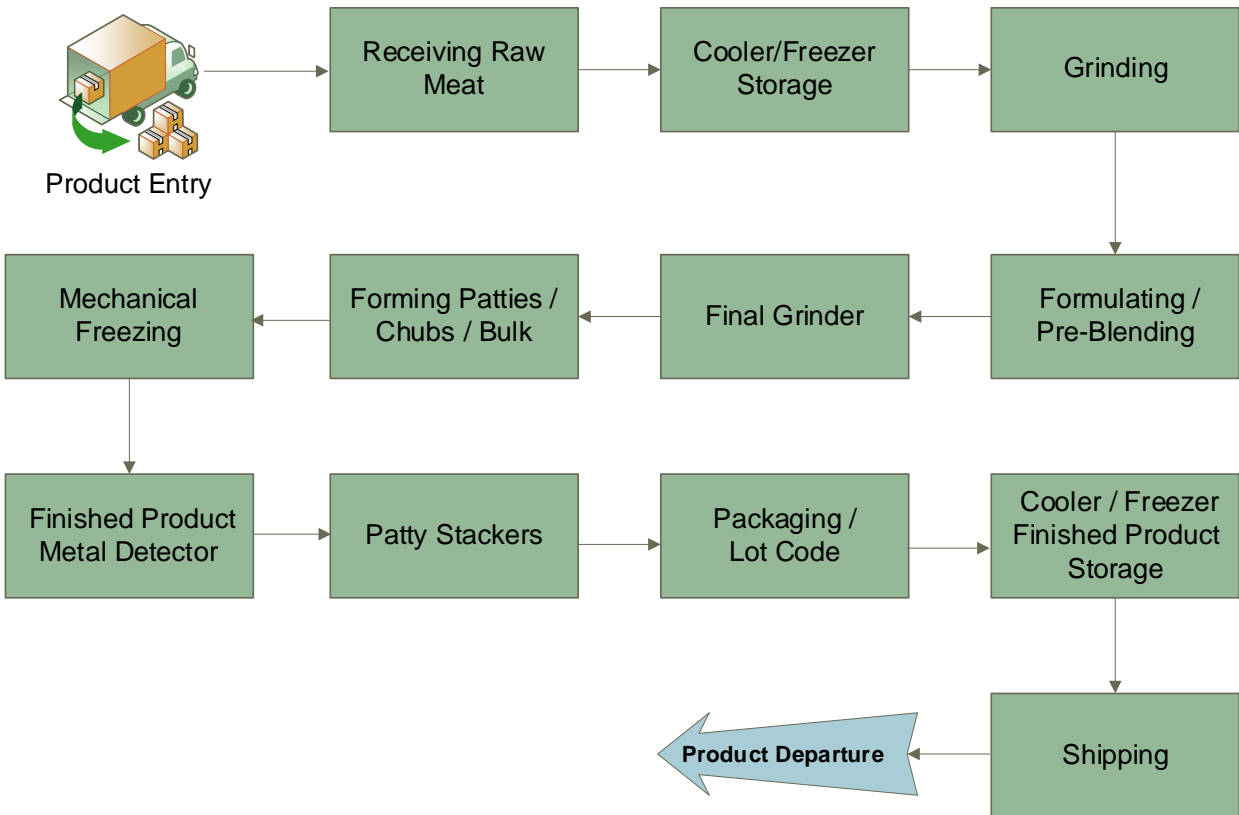 Product Entry
Receiving Raw
Meat
Cooler/Freezer
Storage
Grinding
Formulating /
Pre-Blending
Final Grinder
Forming Patties /
Chubs / Bulk
Mechanical
Freezing
Finished Product
Metal Detector
Patty Stackers
Packaging /
Lot Code
Cooler / Freezer
Finished Product
Storage
Shipping
Product Departure